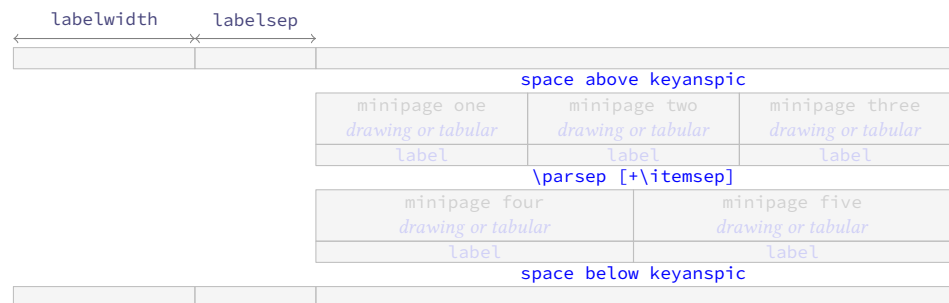 labelwidth labelsep
space above keyanspic
minipage one minipage two minipage three
drawing or tabular drawing or tabular drawing or tabular
label label label
\parsep [+\itemsep]
minipage four minipage five
drawing or tabular drawing or tabular
label label
space below keyanspic